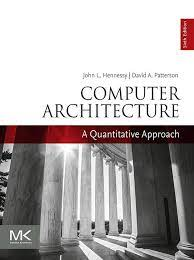 Sixth Edition
John L. Hennessy | David A. Patterson
COMPUTER
ARCHITECTURE
A Quantitative Approach
MK